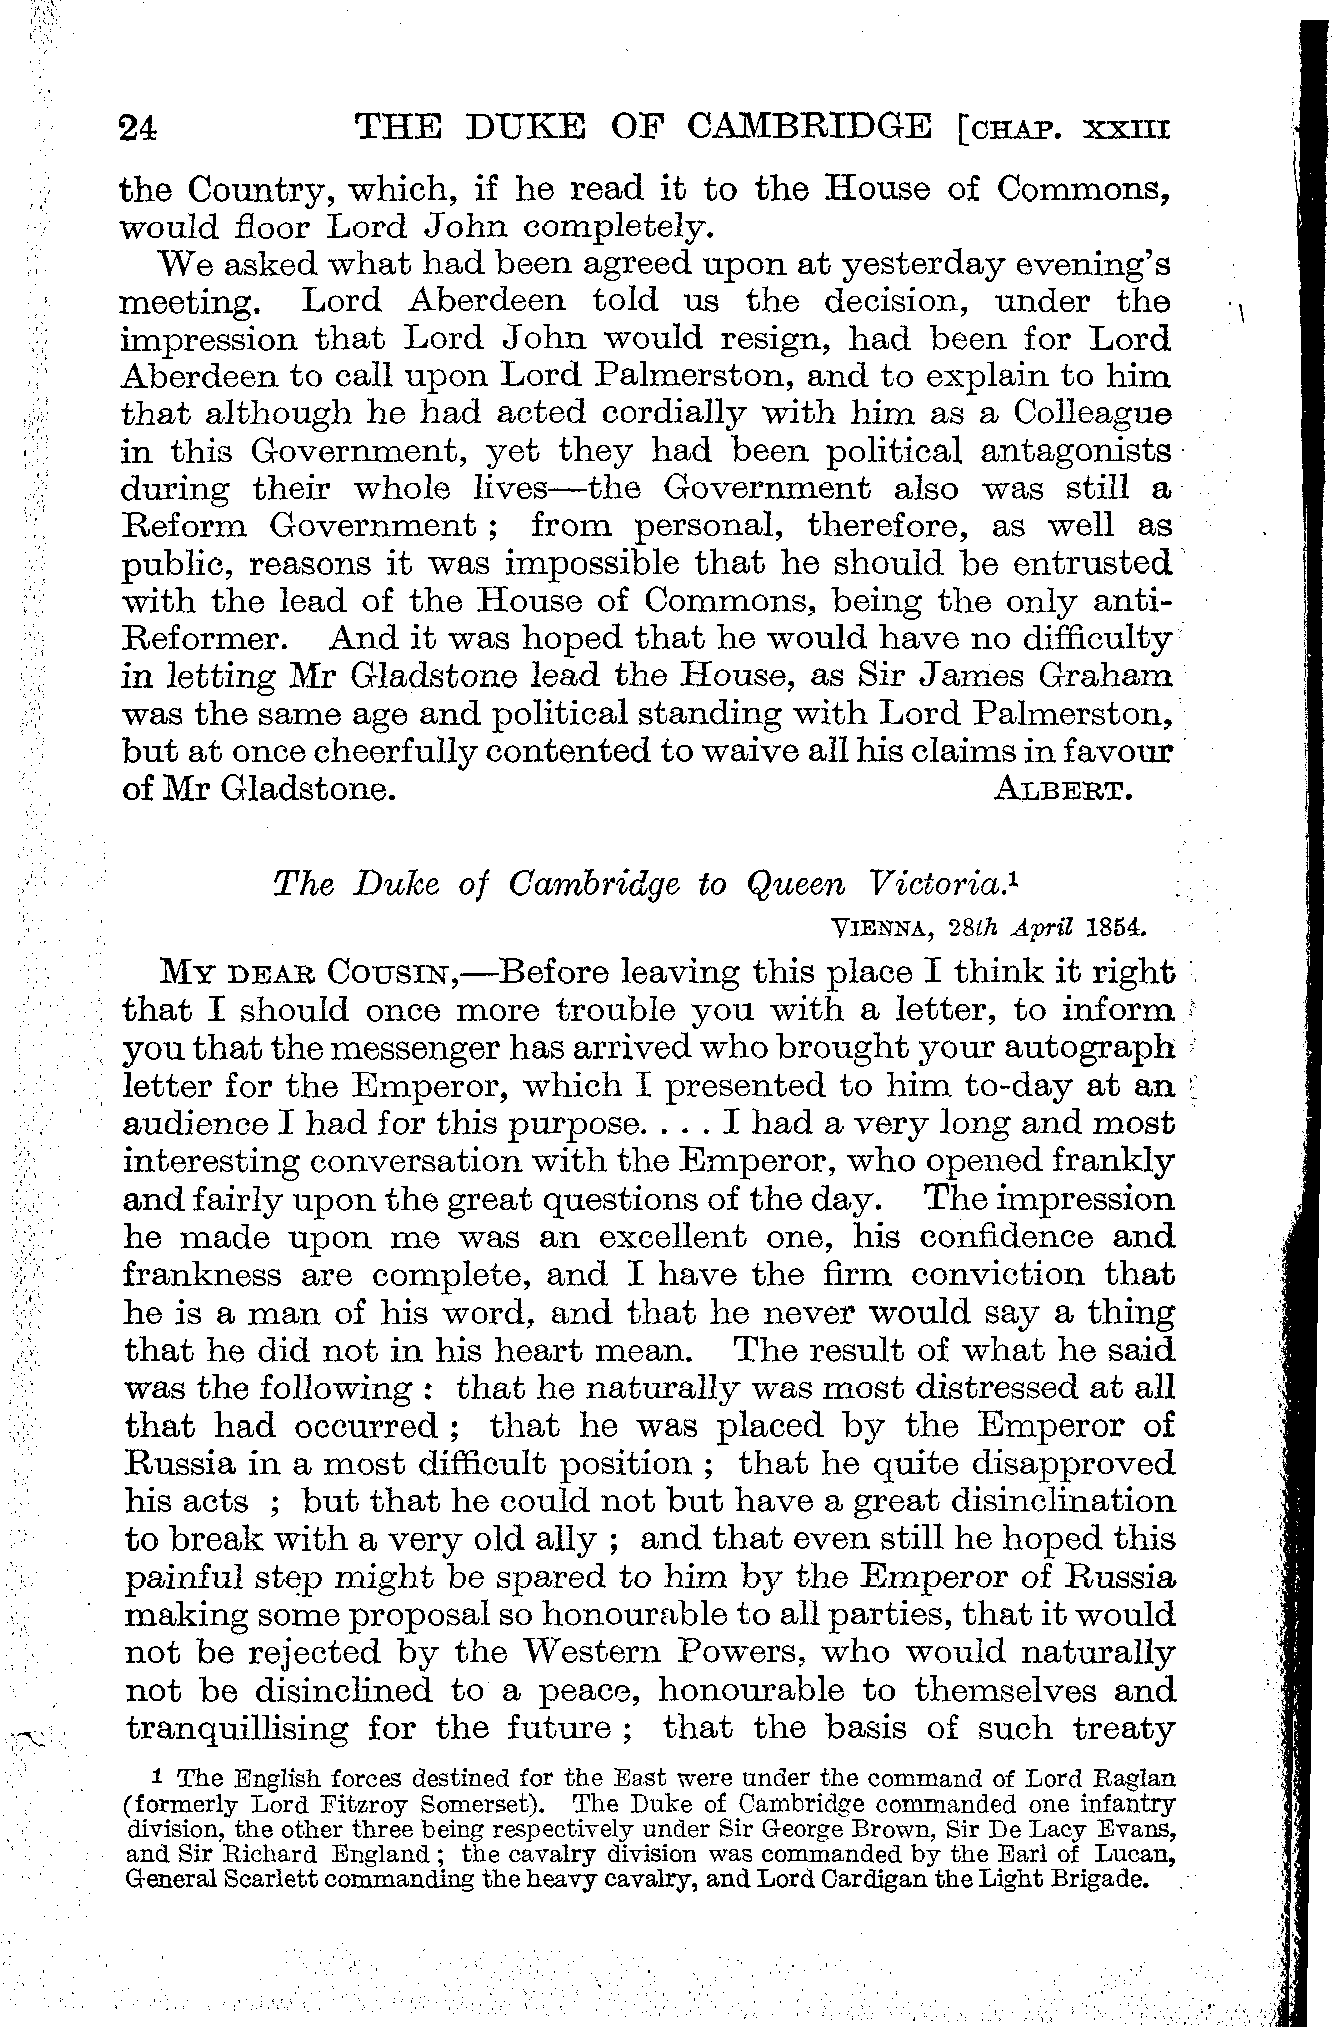 24 THE DUKE OF CAMBRIDGE [CHAP. XXIII
the Country, which, if he read it to the House of Commons,
would floor Lord John completely.
We asked what had been agreed upon at yesterday evening's
meeting. Lord Aberdeen told us the decision, under the
impression that Lord John would resign, had been for Lord
Aberdeen to call upon Lord Palmerston, and to explain to him
that although he had acted cordially with him as a Colleague
in this Government, yet they had been political antagonists
during their whole lives—the Government also was still a
Reform Government ; from personal, therefore, as well as
public, reasons it was impossible that he should be entrusted
with the lead of the House of Commons, being the only anti-
Reformer. And it was hoped that he would have no difficulty
in letting Mr Gladstone lead the House, as Sir James Graham
was the same age and political standing with Lord Palmerston,
but at once cheerfully contented to waive all his claims in favour
of Mr Gladstone. ALBERT.
The Duke of Cambridge to Queen Victoria.¹
VIENNA, 28th April 1854.
MY DEAR COUSIN,—Before leaving this place I think it right
that I should once more trouble you with a letter, to inform
you that the messenger has arrived who brought your autograph
letter for the Emperor, which I presented to him to-day at an
audience I had for this purpose. . . . I had a very long and most
interesting conversation with the Emperor, who opened frankly
and fairly upon the great questions of the day. The impression
he made upon me was an excellent one, his confidence and
frankness are complete, and I have the firm conviction that
he is a man of his word, and that he never would say a thing
that he did not in his heart mean. The result of what he said
was the following : that he naturally was most distressed at all
that had occurred ; that he was placed by the Emperor of
Russia in a most difficult position ; that he quite disapproved
his acts ; but that he could not but have a great disinclination
to break with a very old ally ; and that even still he hoped this
painful step might be spared to him by the Emperor of Russia
making some proposal so honourable to all parties, that it would
not be rejected by the Western Powers, who would naturally
not be disinclined to a peace, honourable to themselves and
tranquillising for the future ; that the basis of such treaty
1 The English forces destined for the East were under the command of Lord Raglan
(formerly Lord Fitzroy Somerset). The Duke of Cambridge commanded one infantry
division, the other three being respectively under Sir George Brown, Sir De Lacy Evans,
and Sir Richard England ; the cavalry division was commanded by the Earl of Lucan,
General Scarlett commanding the heavy cavalry, and Lord Cardigan the Light Brigade.